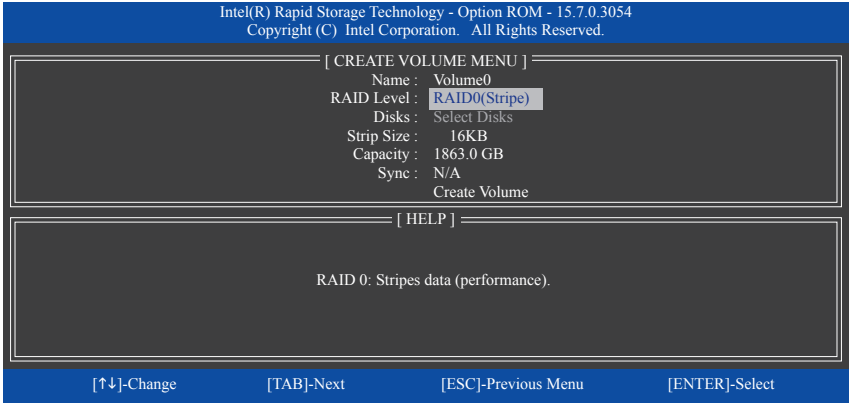 Intel(R) Rapid Storage Technology - Option ROM - 15.7.0.3054
Copyright (C) Intel Corporation. All Rights Reserved.
[ CREATE VOLUME MENU ]
Name : Volume0
RAID Level : RAID0(Stripe)
Disks : Select Disks
Strip Size : 16KB
Capacity : 1863.0 GB
Sync : N/A
Create Volume
[ HELP ]
RAID 0: Stripes data (performance).
[↑↓]-Change [TAB]-Next [ESC]-Previous Menu [ENTER]-Select